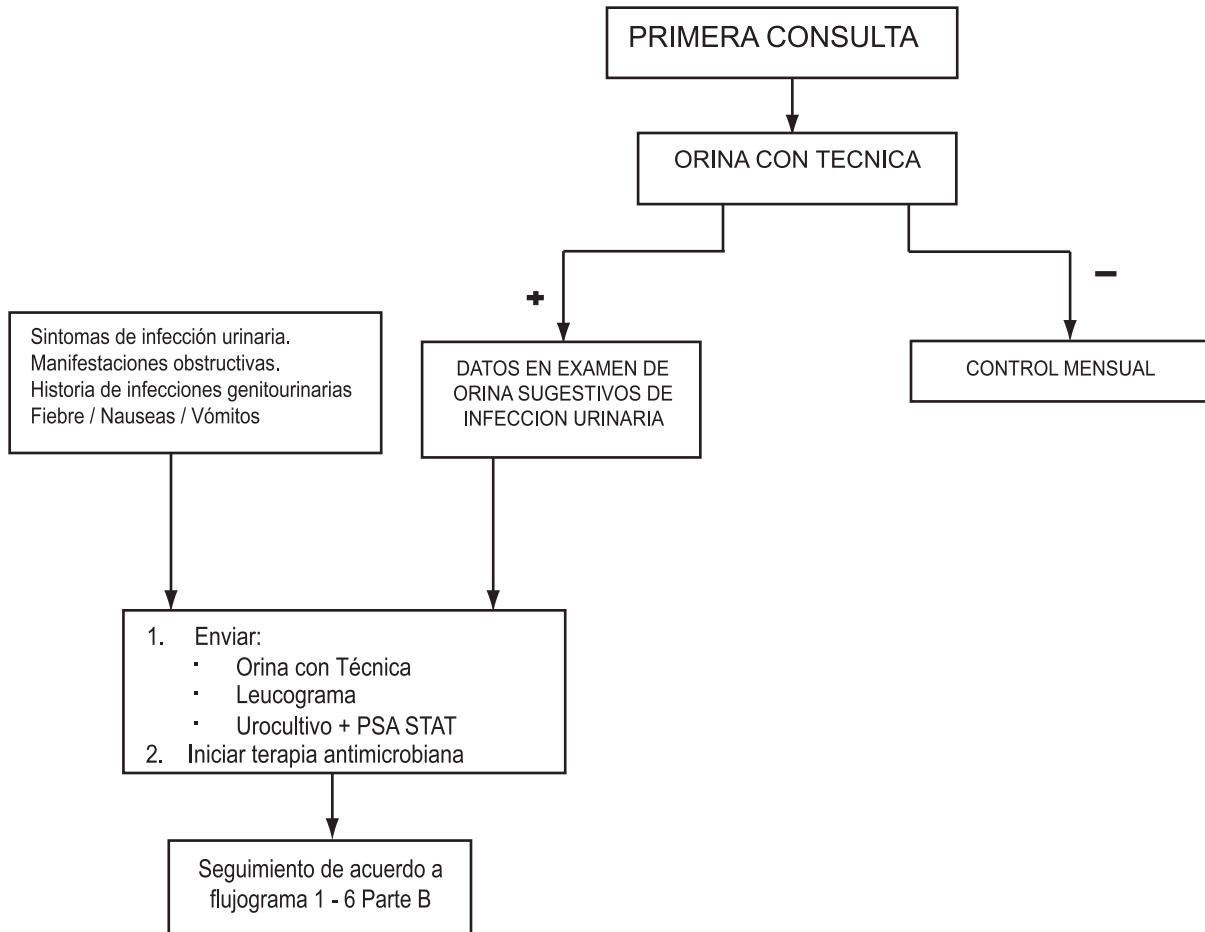 PRIMERA CONSULTA
ORINA CON TECNICA
+
−
Sintomas de infección urinaria.
Manifestaciones obstructivas.
Historia de infecciones genitourinarias
Fiebre / Nauseas / Vómitos
DATOS EN EXAMEN DE
ORINA SUGESTIVOS DE
INFECCION URINARIA
CONTROL MENSUAL
1. Enviar:
· Orina con Técnica
· Leucograma
· Urocultivo + PSA STAT
2. Iniciar terapia antimicrobiana
Seguimiento de acuerdo a
flujograma 1 - 6 Parte B